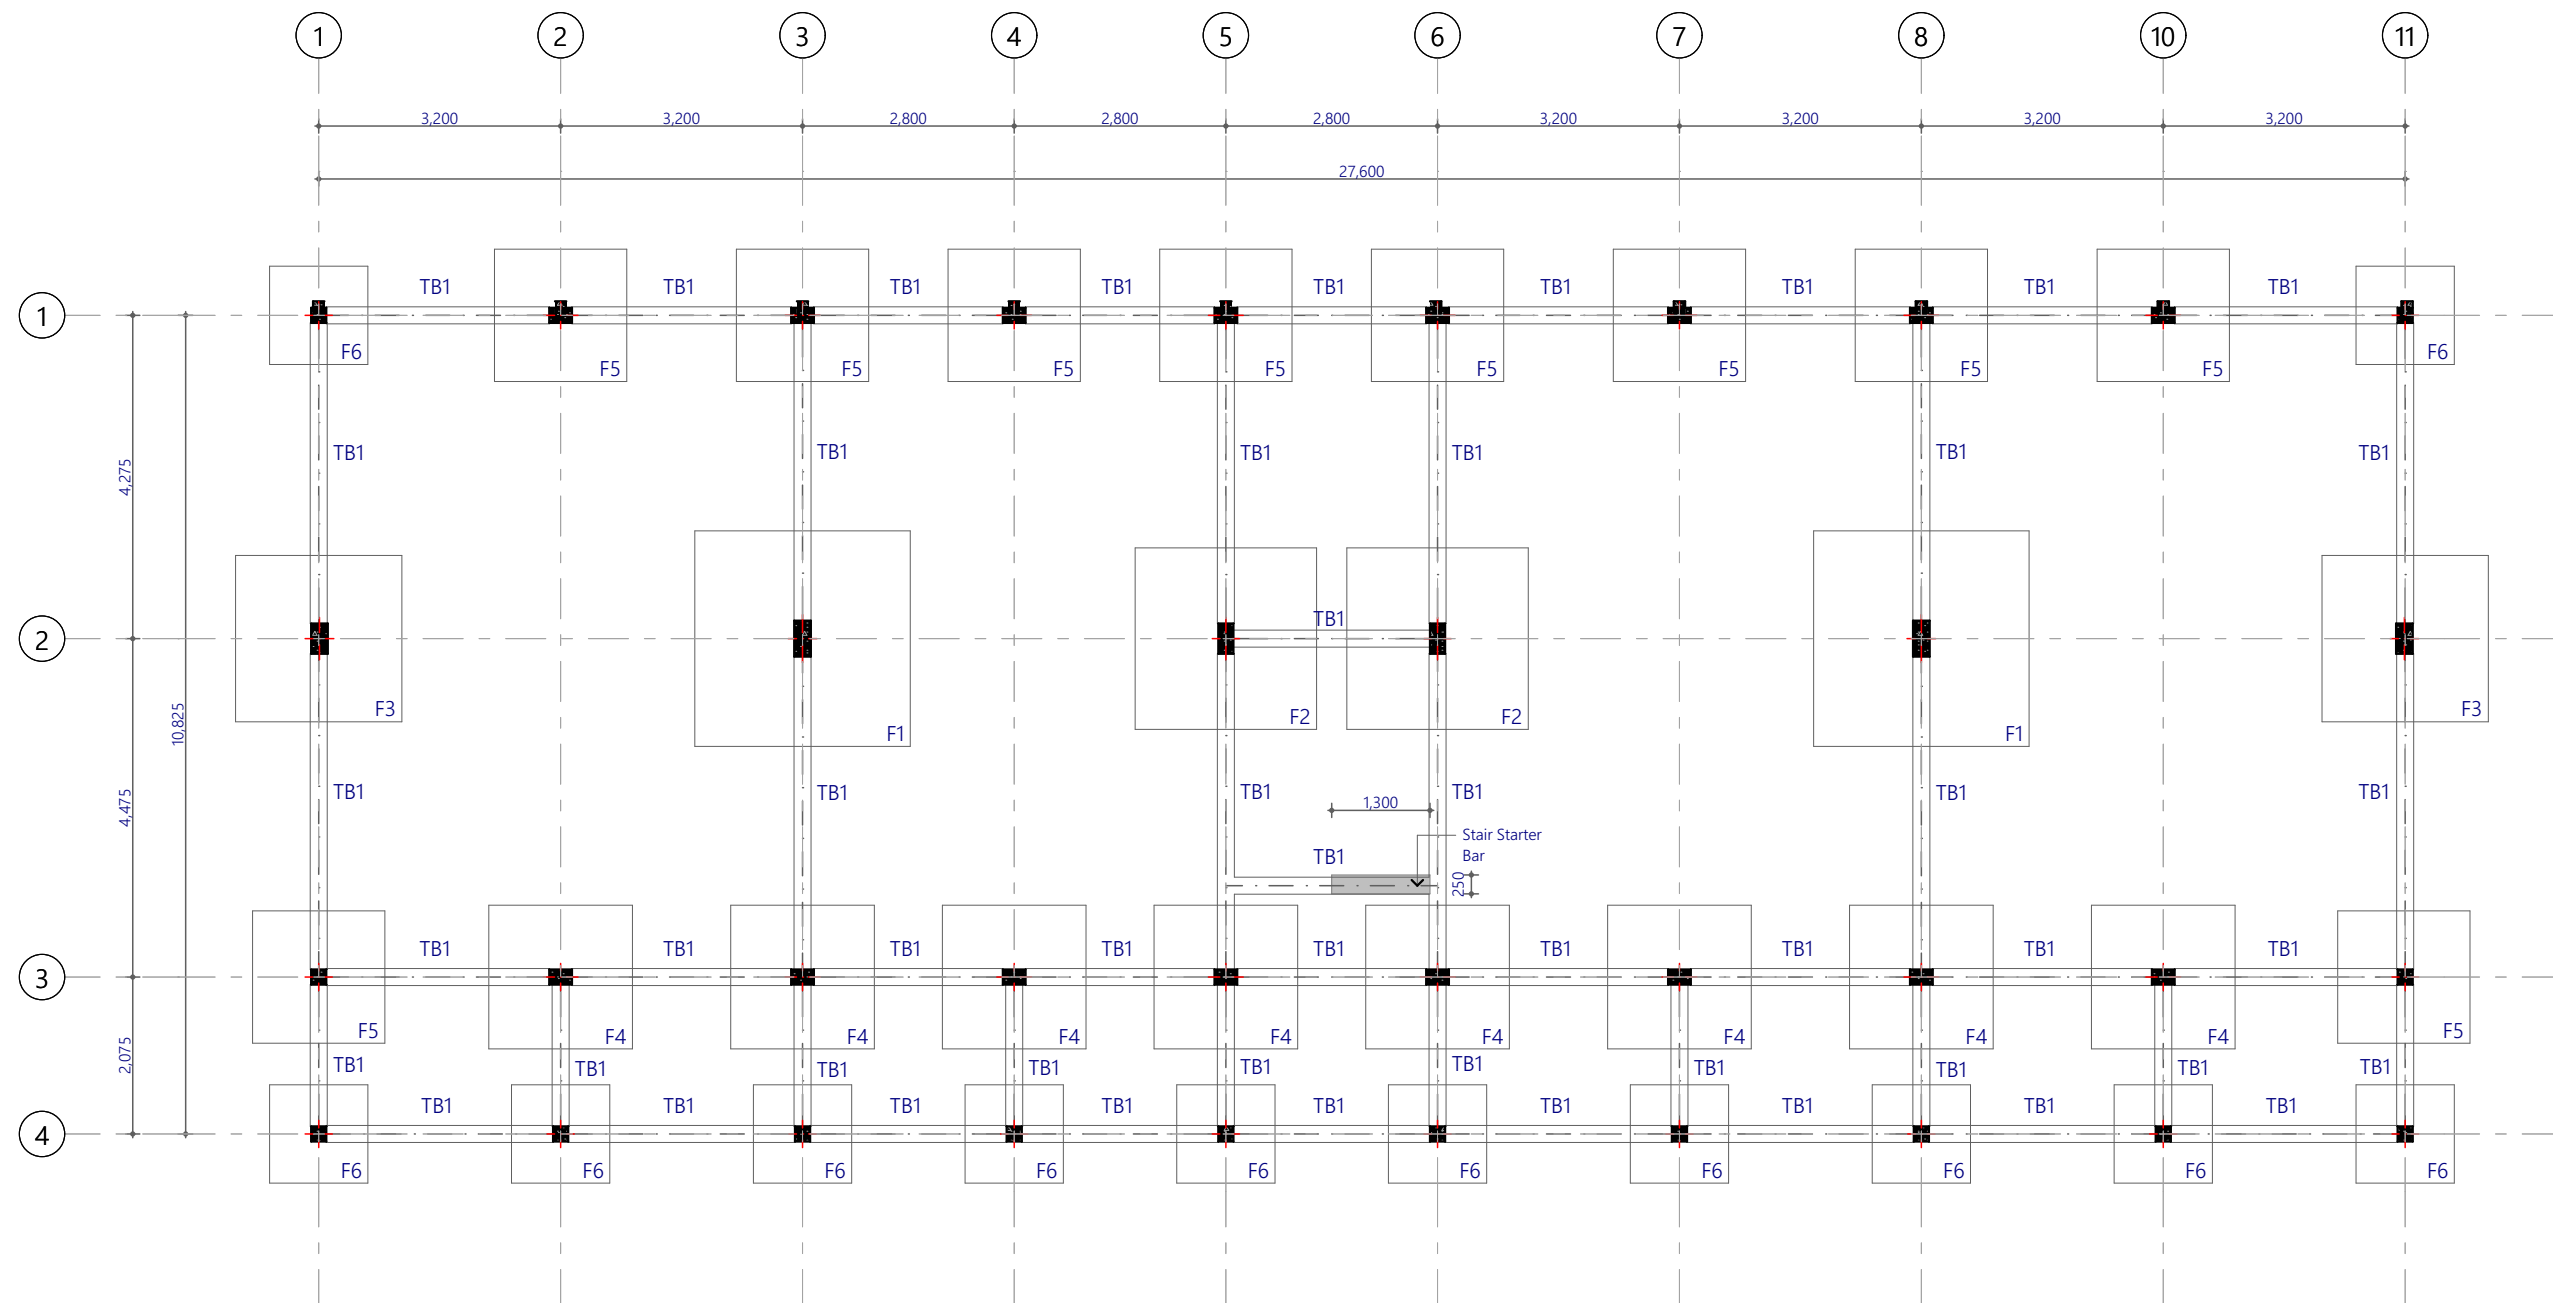 1 2 3 4 5 6 7 8 10 11
3,200 3,200 2,800 2,800 2,800 3,200 3,200 3,200 3,200
27,600
TB1 TB1 TB1 TB1 TB1 TB1 TB1 TB1 TB1
1
F6 F6
F5 F5 F5 F5 F5 F5 F5 F5
TB1 TB1 TB1 TB1 TB1 TB1
4,275
TB1
2
F3 F3
F2 F2
F1 F1
10,825
TB1 TB1 TB1 TB1 TB1 TB1
4,475
1,300
Stair Starter
Bar
TB1
250
TB1 TB1 TB1 TB1 TB1 TB1 TB1 TB1 TB1
3
F5 F5
F4 F4 F4 F4 F4 F4 F4 F4
2,075
TB1 TB1 TB1 TB1 TB1 TB1 TB1 TB1 TB1 TB1
TB1 TB1 TB1 TB1 TB1 TB1 TB1 TB1 TB1
4
F6 F6 F6 F6 F6 F6 F6 F6 F6 F6